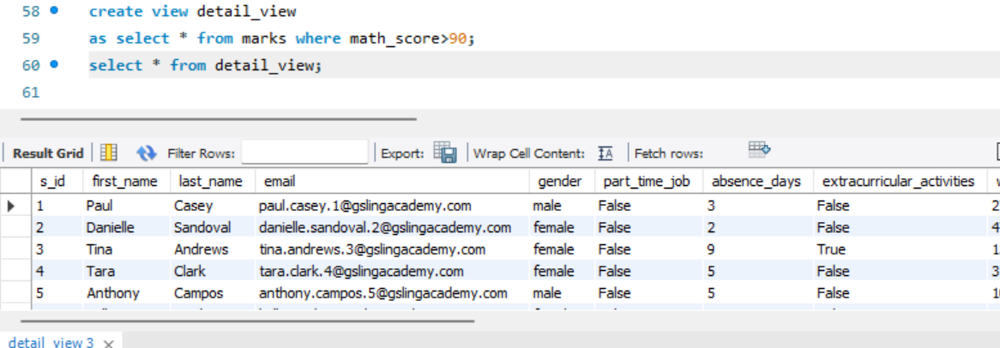 58 create view detail_view
59 as select * from marks where math_score>90;
60 select * from detail_view;
61
Result Grid Filter Rows: Export: Wrap Cell Content: IA Fetch rows:
s_id first_name last_name email gender part_time_job absence_days extracurricular_activities
1 Paul Casey paul.casey.1@gslingacademy.com male False 3 False
2 Danielle Sandoval danielle.sandoval.2@gslingacademy.com female False 2 False
3 Tina Andrews tina.andrews.3@gslingacademy.com female False 9 True
4 Tara Clark tara.clark.4@gslingacademy.com female False 5 False
5 Anthony Campos anthony.campos.5@gslingacademy.com male False 5 False
detail_view 3